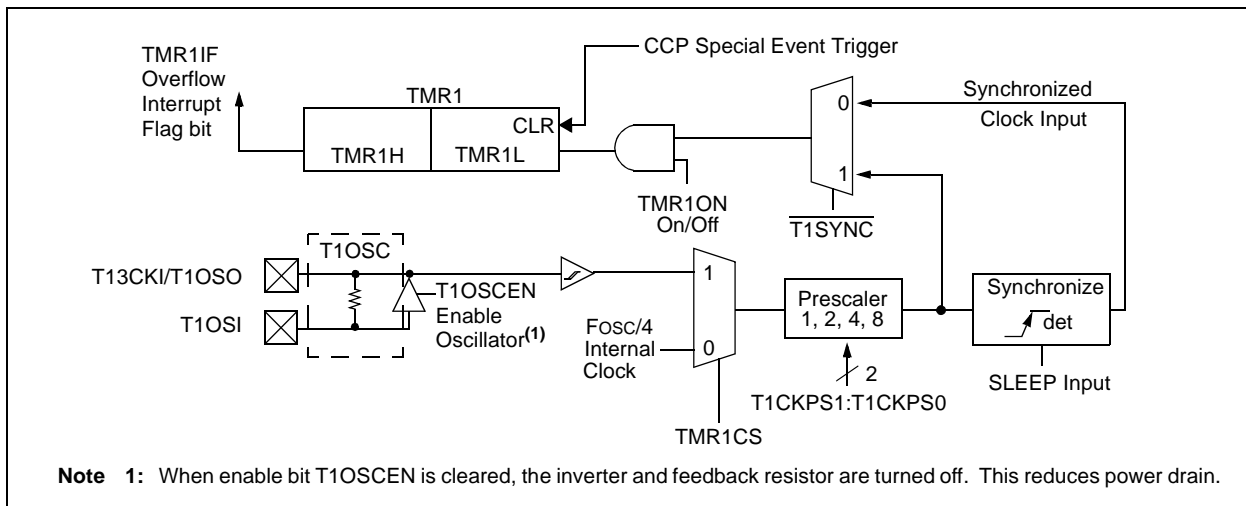 TMR1IF
Overflow
Interrupt
Flag bit
TMR1
CCP Special Event Trigger
CLR
TMR1H
TMR1L
TMR1ON
On/Off
0
1
T1SYNC
Synchronized
Clock Input
T1OSC
T13CKI/T1OSO
T1OSI
T1OSCEN
Enable
Oscillator(1)
FOSC/4
Internal
Clock
1
0
TMR1CS
Prescaler
1, 2, 4, 8
2
T1CKPS1:T1CKPS0
Synchronize
det
SLEEP Input
Note 1: When enable bit T1OSCEN is cleared, the inverter and feedback resistor are turned off. This reduces power drain.